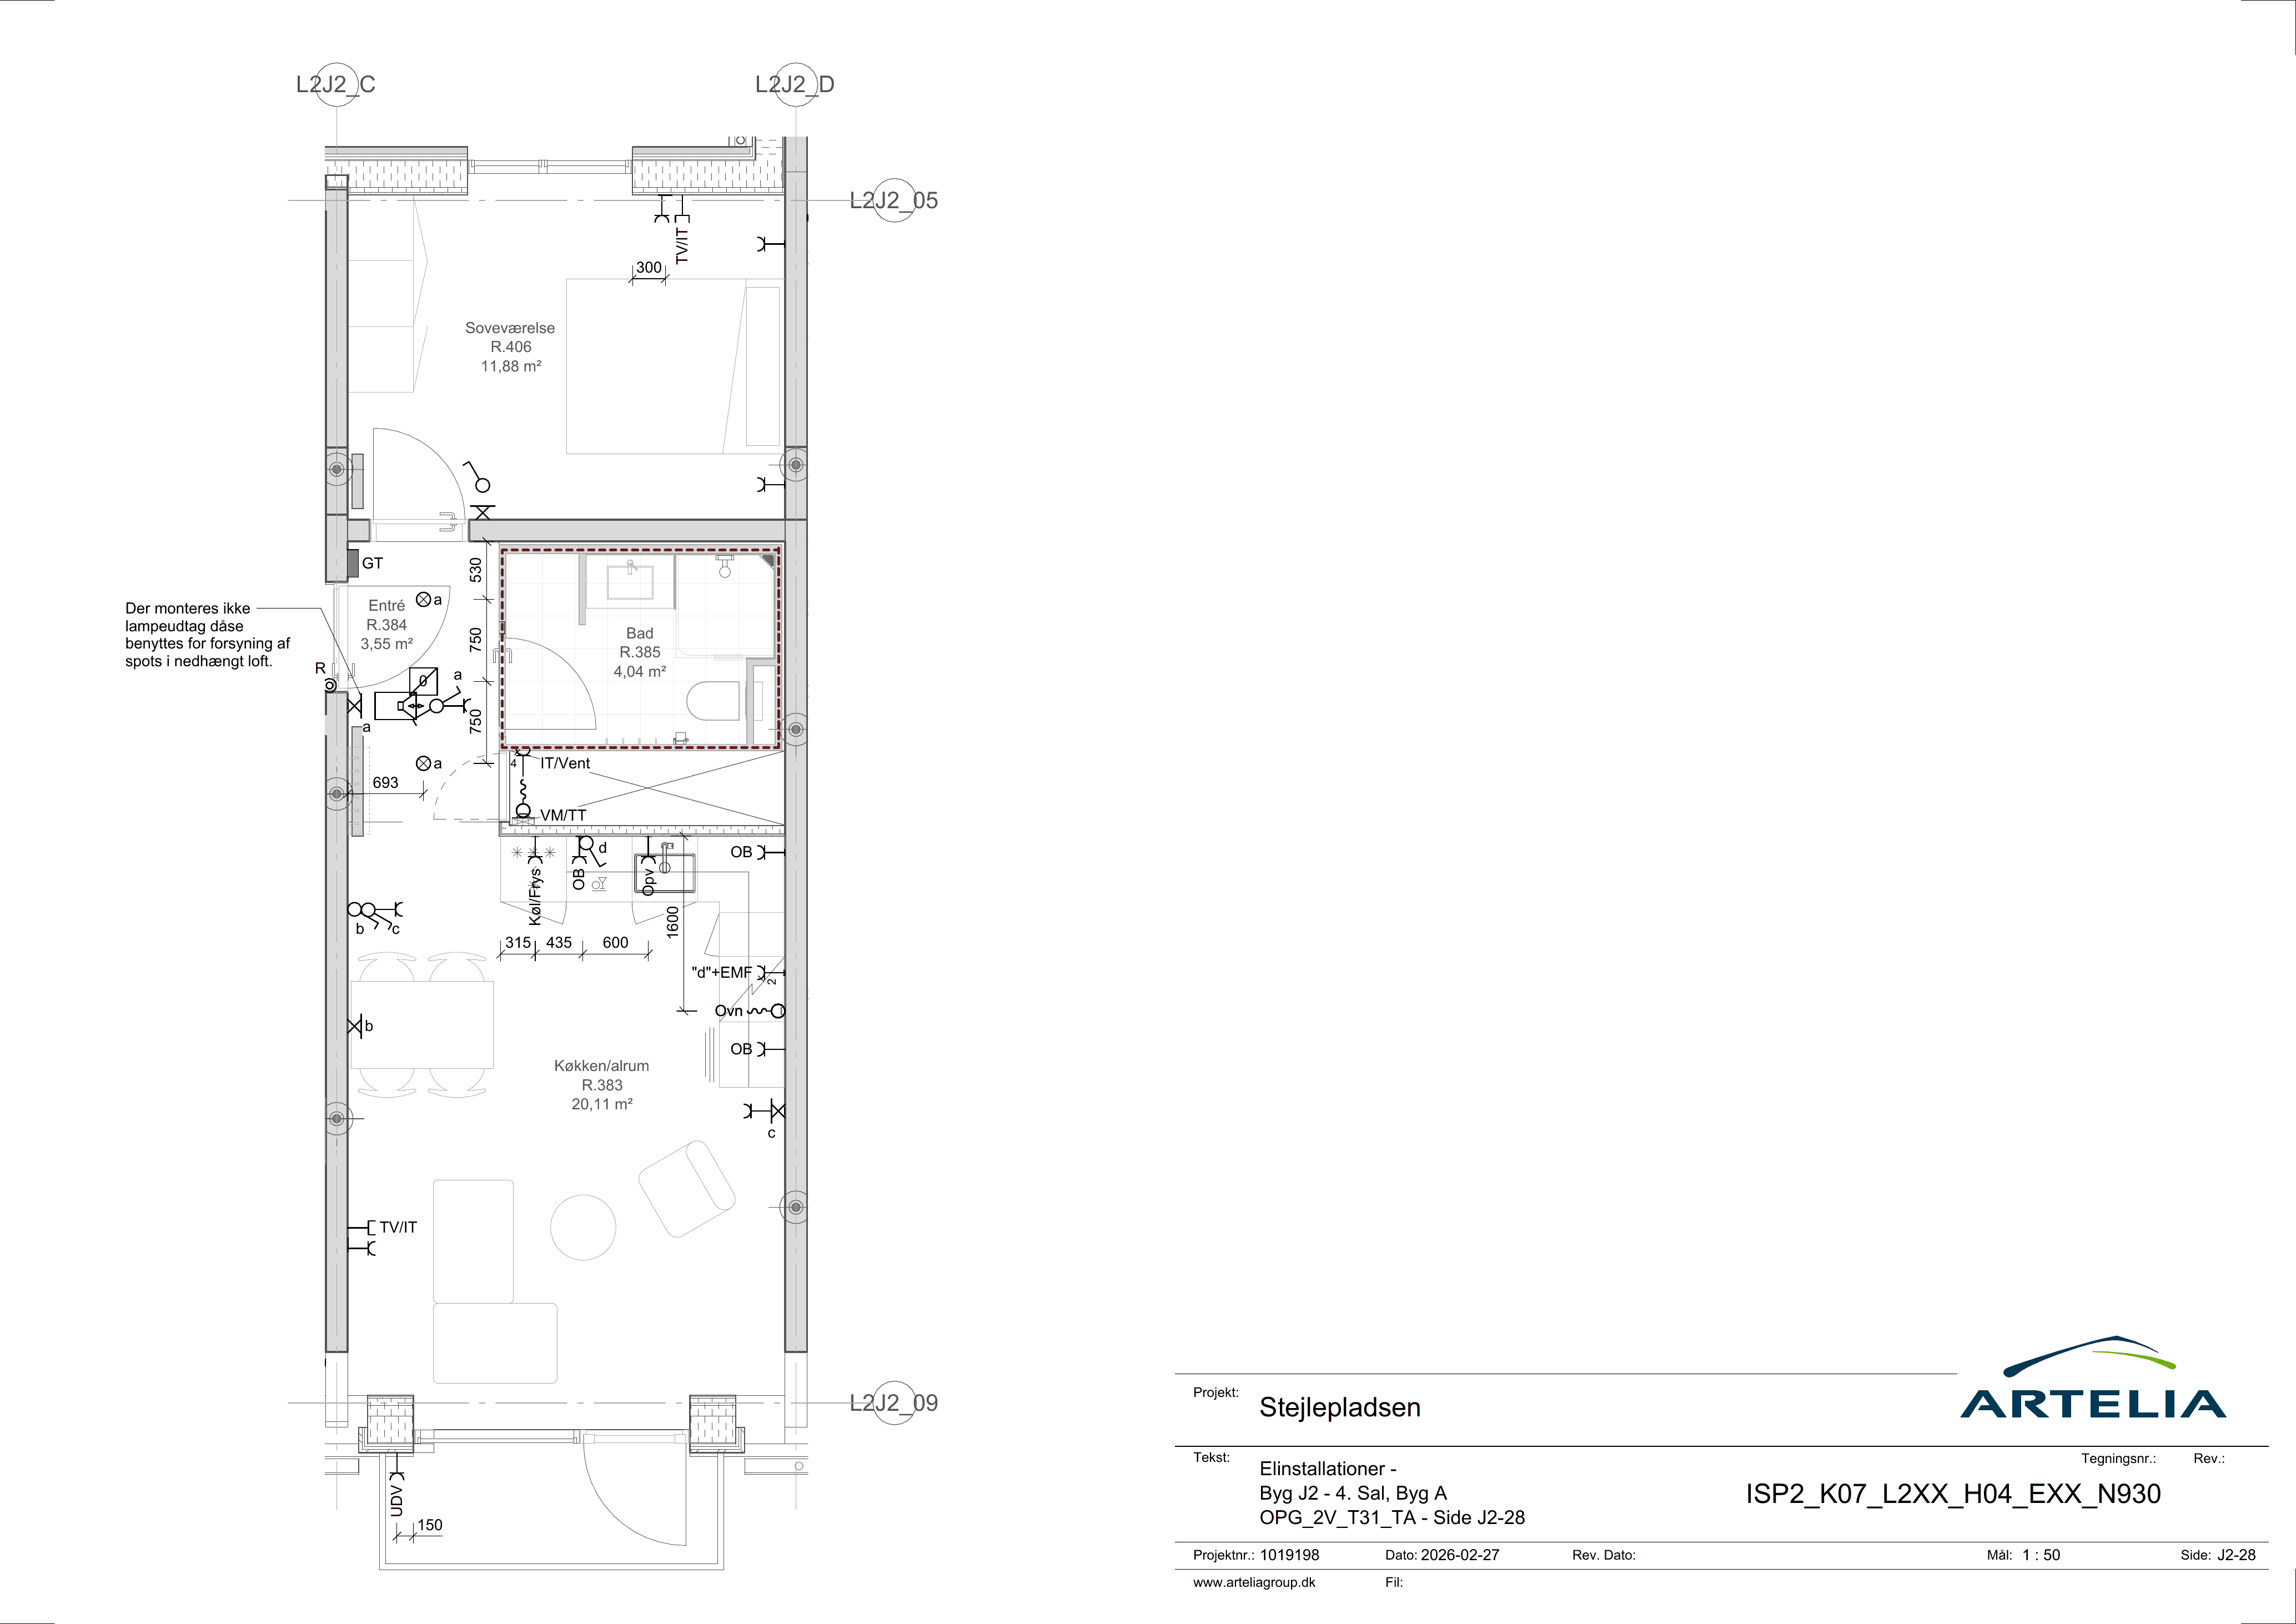 L2J2_C
L2J2_D
L2J2_05
TV/IT
300
Soveværelse
R.406
11,88 m²
GT
530
Der monteres ikke
lampeudtag dåse
benyttes for forsyning af
spots i nedhængt loft.
Entré
R.384
3,55 m²
a
750
Bad
R.385
4,04 m²
R
0
a
a
750
a
693
4
IT/Vent
VM/TT
Køl/Frys
OB
d
Opv
OB
b
c
1600
315
435
600
"d"+EMF
2
Ovn
b
OB
Køkken/alrum
R.383
20,11 m²
c
TV/IT
L2J2_09
UDV
150
ARTELIA
Projekt:
Stejlepladsen
Tekst:
Elinstallationer -
Byg J2 - 4. Sal, Byg A
OPG_2V_T31_TA - Side J2-28
Tegningsnr.:
Rev.:
ISP2_K07_L2XX_H04_EXX_N930
Projektnr.: 1019198
Dato: 2026-02-27
Rev. Dato:
Mål: 1 : 50
Side: J2-28
www.arteliagroup.dk
Fil: